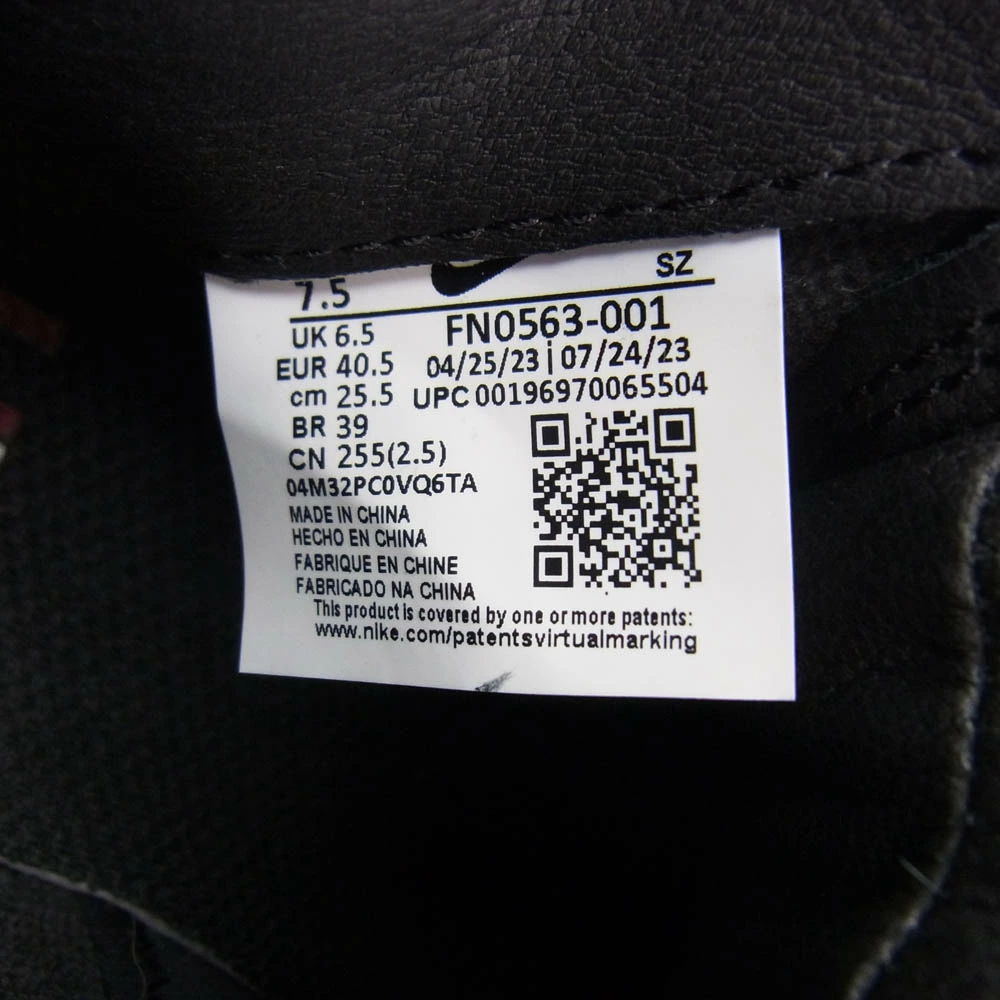 7.5 SZ
UK 6.5 FN0563-001
EUR 40.5 04/25/23 | 07/24/23
cm 25.5 UPC 00196970065504
BR 39
CN 255(2.5)
04M32PC0VQ6TA
MADE IN CHINA
HECHO EN CHINA
FABRIQUE EN CHINE
FABRICADO NA CHINA
This product is covered by one or more patents:
www.nike.com/patentsvirtualmarking